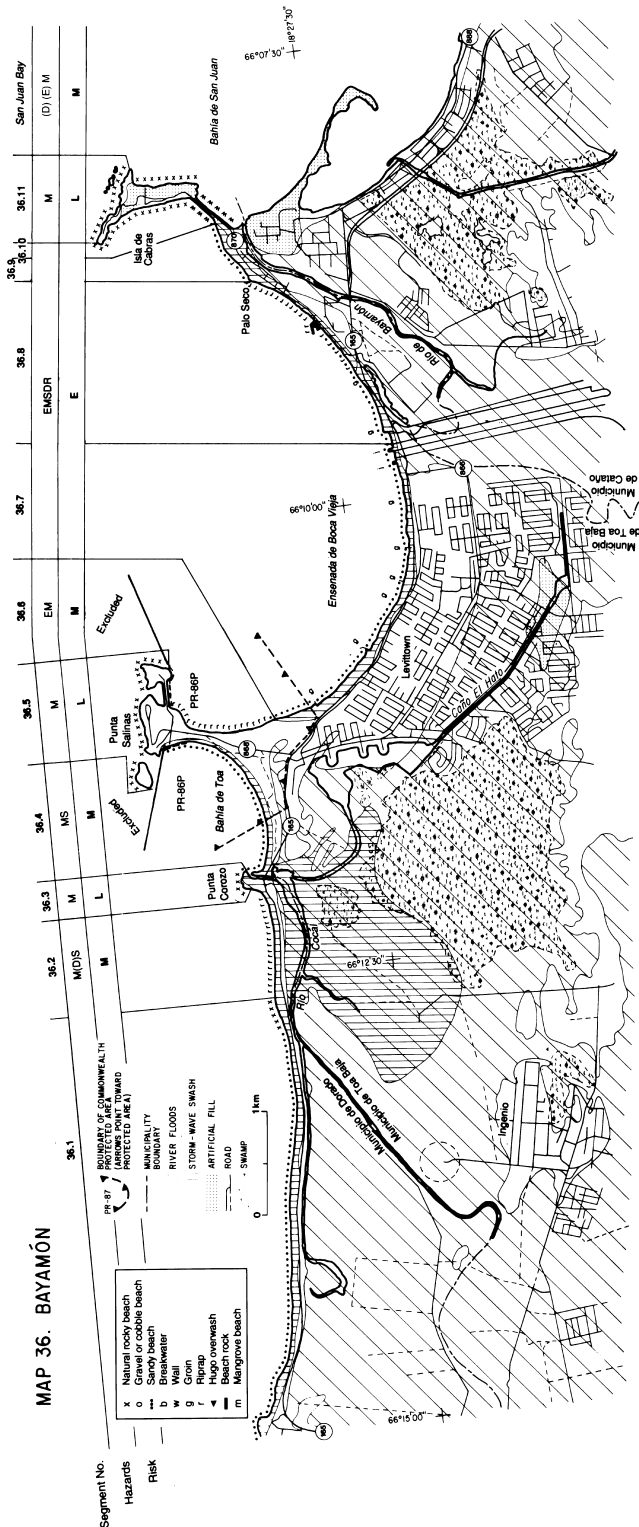 MAP 36. BAYAMÓN
Segment No.
36.1
36.2
36.3
36.4
36.5
36.6
36.7
36.8
36.9
36.10
36.11
San Juan Bay
Hazards
M(D)S
M
MS
M
EM
EMSDR
M
(D) (E) M
Risk
M
L
M
L
M
E
L
M
x Natural rocky beach
o Gravel or cobble beach
••• Sandy beach
b Breakwater
w Wall
g Groin
r Riprap
◄ Hugo overwash
Beach rock
m Mangrove beach
PR-87
BOUNDARY OF COMMONWEALTH
PROTECTED AREA
(ARROWS POINT TOWARD
PROTECTED AREA)
MUNICIPALITY
BOUNDARY
RIVER FLOODS
STORM-WAVE SWASH
ARTIFICIAL FILL
ROAD
SWAMP
0 1km
165
66°15'00"
Ingenio
Municipio de Dorado
Municipio de Toa Baja
Río
Cocal
66°12'30"
Punta
Corozo
165
Bahía de Toa
Excluded
PR-86P
Punta
Salinas
868
PR-86P
Excluded
Levittown
Caño El Hato
Ensenada de Boca Vieja
66°10'00"
Municipio
de Toa Baja
Municipio
de Cataño
866
165
Río de
Bayamón
Palo Seco
870
Isla de
Cabras
Bahía de San Juan
888
66°07'30"
18°27'30"